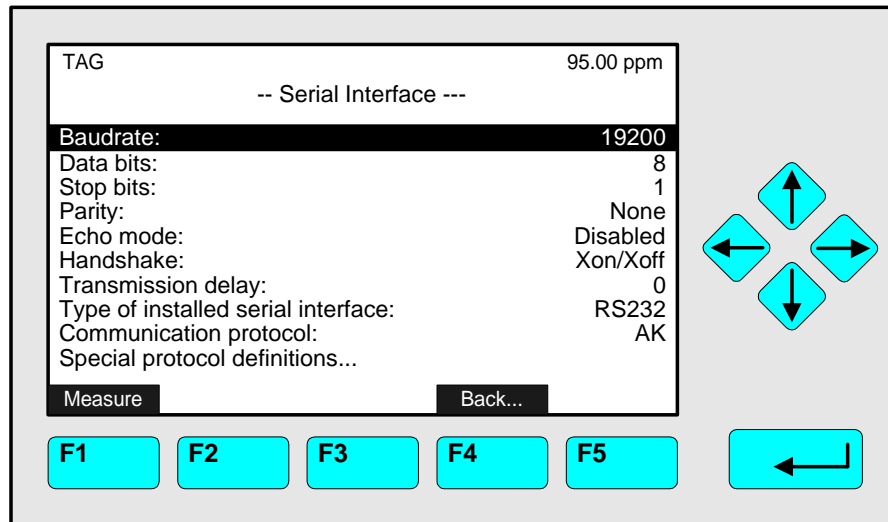 TAG 95.00 ppm
-- Serial Interface ---
Baudrate: 19200
Data bits: 8
Stop bits: 1
Parity: None
Echo mode: Disabled
Handshake: Xon/Xoff
Transmission delay: 0
Type of installed serial interface: RS232
Communication protocol: AK
Special protocol definitions...
Measure Back...
F1 F2 F3 F4 F5